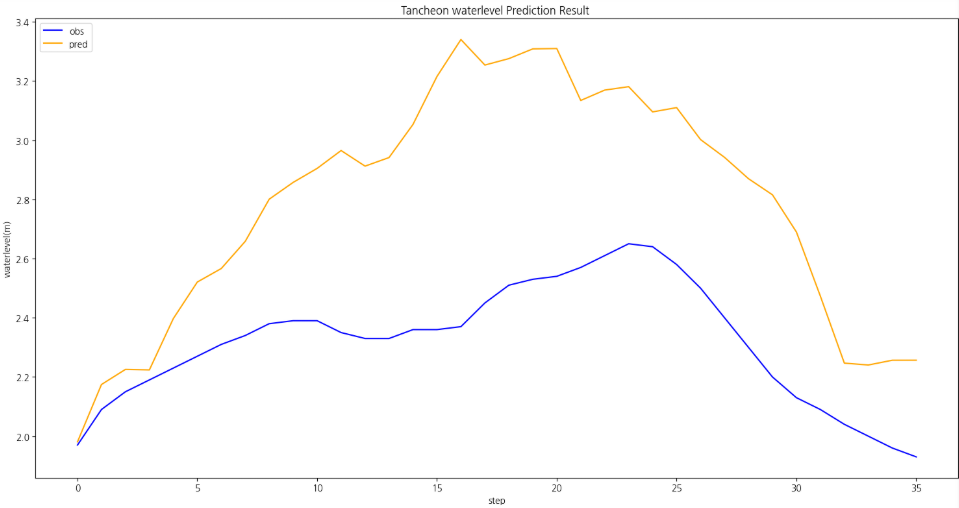 Tancheon waterlevel Prediction Result
obs
pred
3.4
3.2
3.0
2.8
2.6
2.4
2.2
2.0
waterlevel(m)
0 5 10 15 20 25 30 35
step